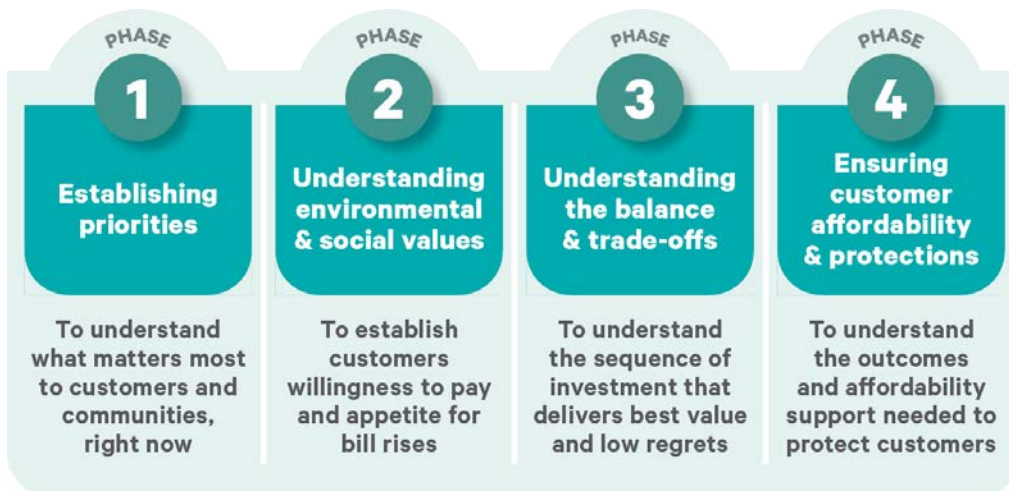 PHASE
1
Establishing
priorities
To understand
what matters most
to customers and
communities,
right now
PHASE
2
Understanding
environmental
& social values
To establish
customers
willingness to pay
and appetite for
bill rises
PHASE
3
Understanding
the balance
& trade-offs
To understand
the sequence of
investment that
delivers best value
and low regrets
PHASE
4
Ensuring
customer
affordability
& protections
To understand
the outcomes
and affordability
support needed to
protect customers